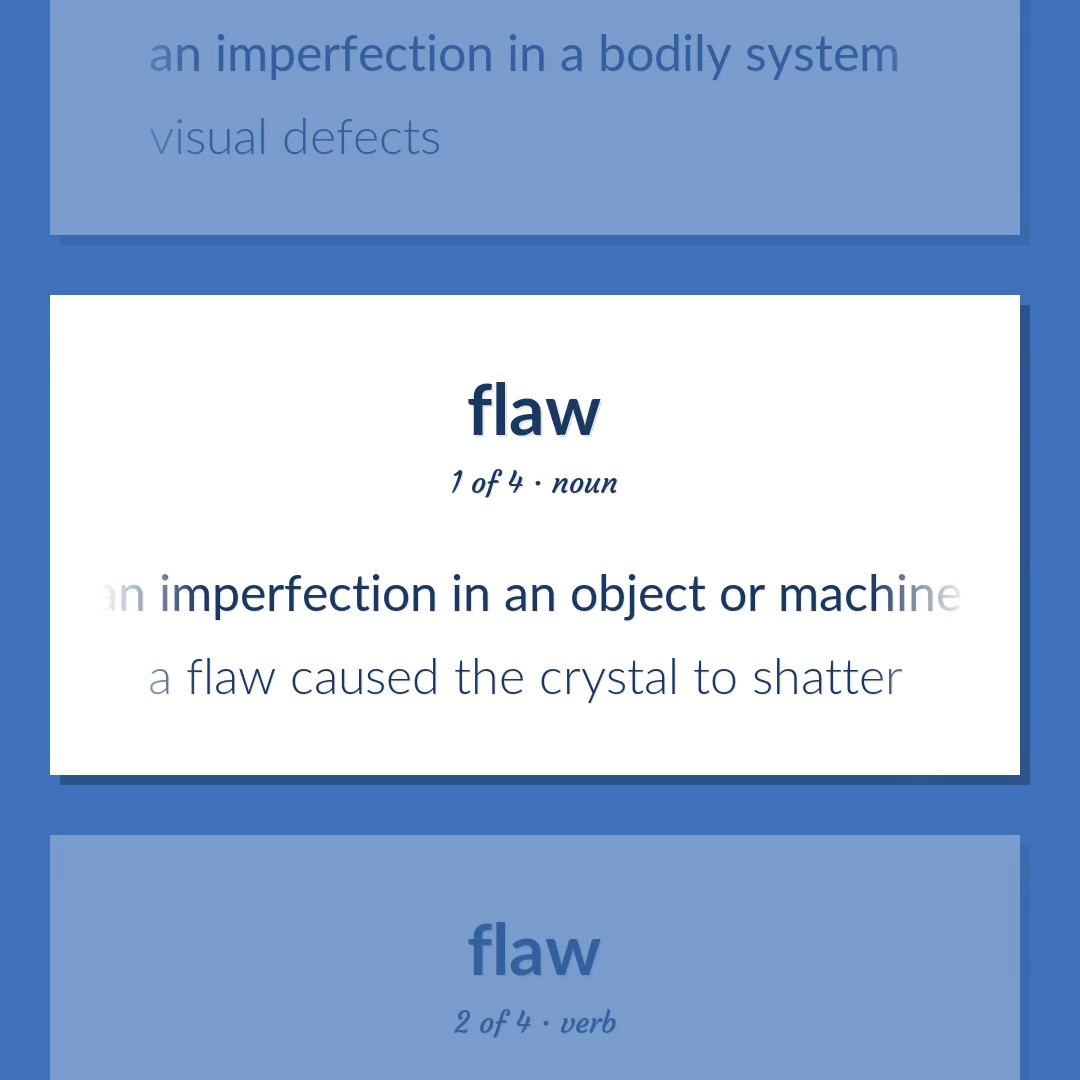 an imperfection in a bodily system
visual defects
flaw
1 of 4 · noun
an imperfection in an object or machine
a flaw caused the crystal to shatter
flaw
2 of 4 · verb